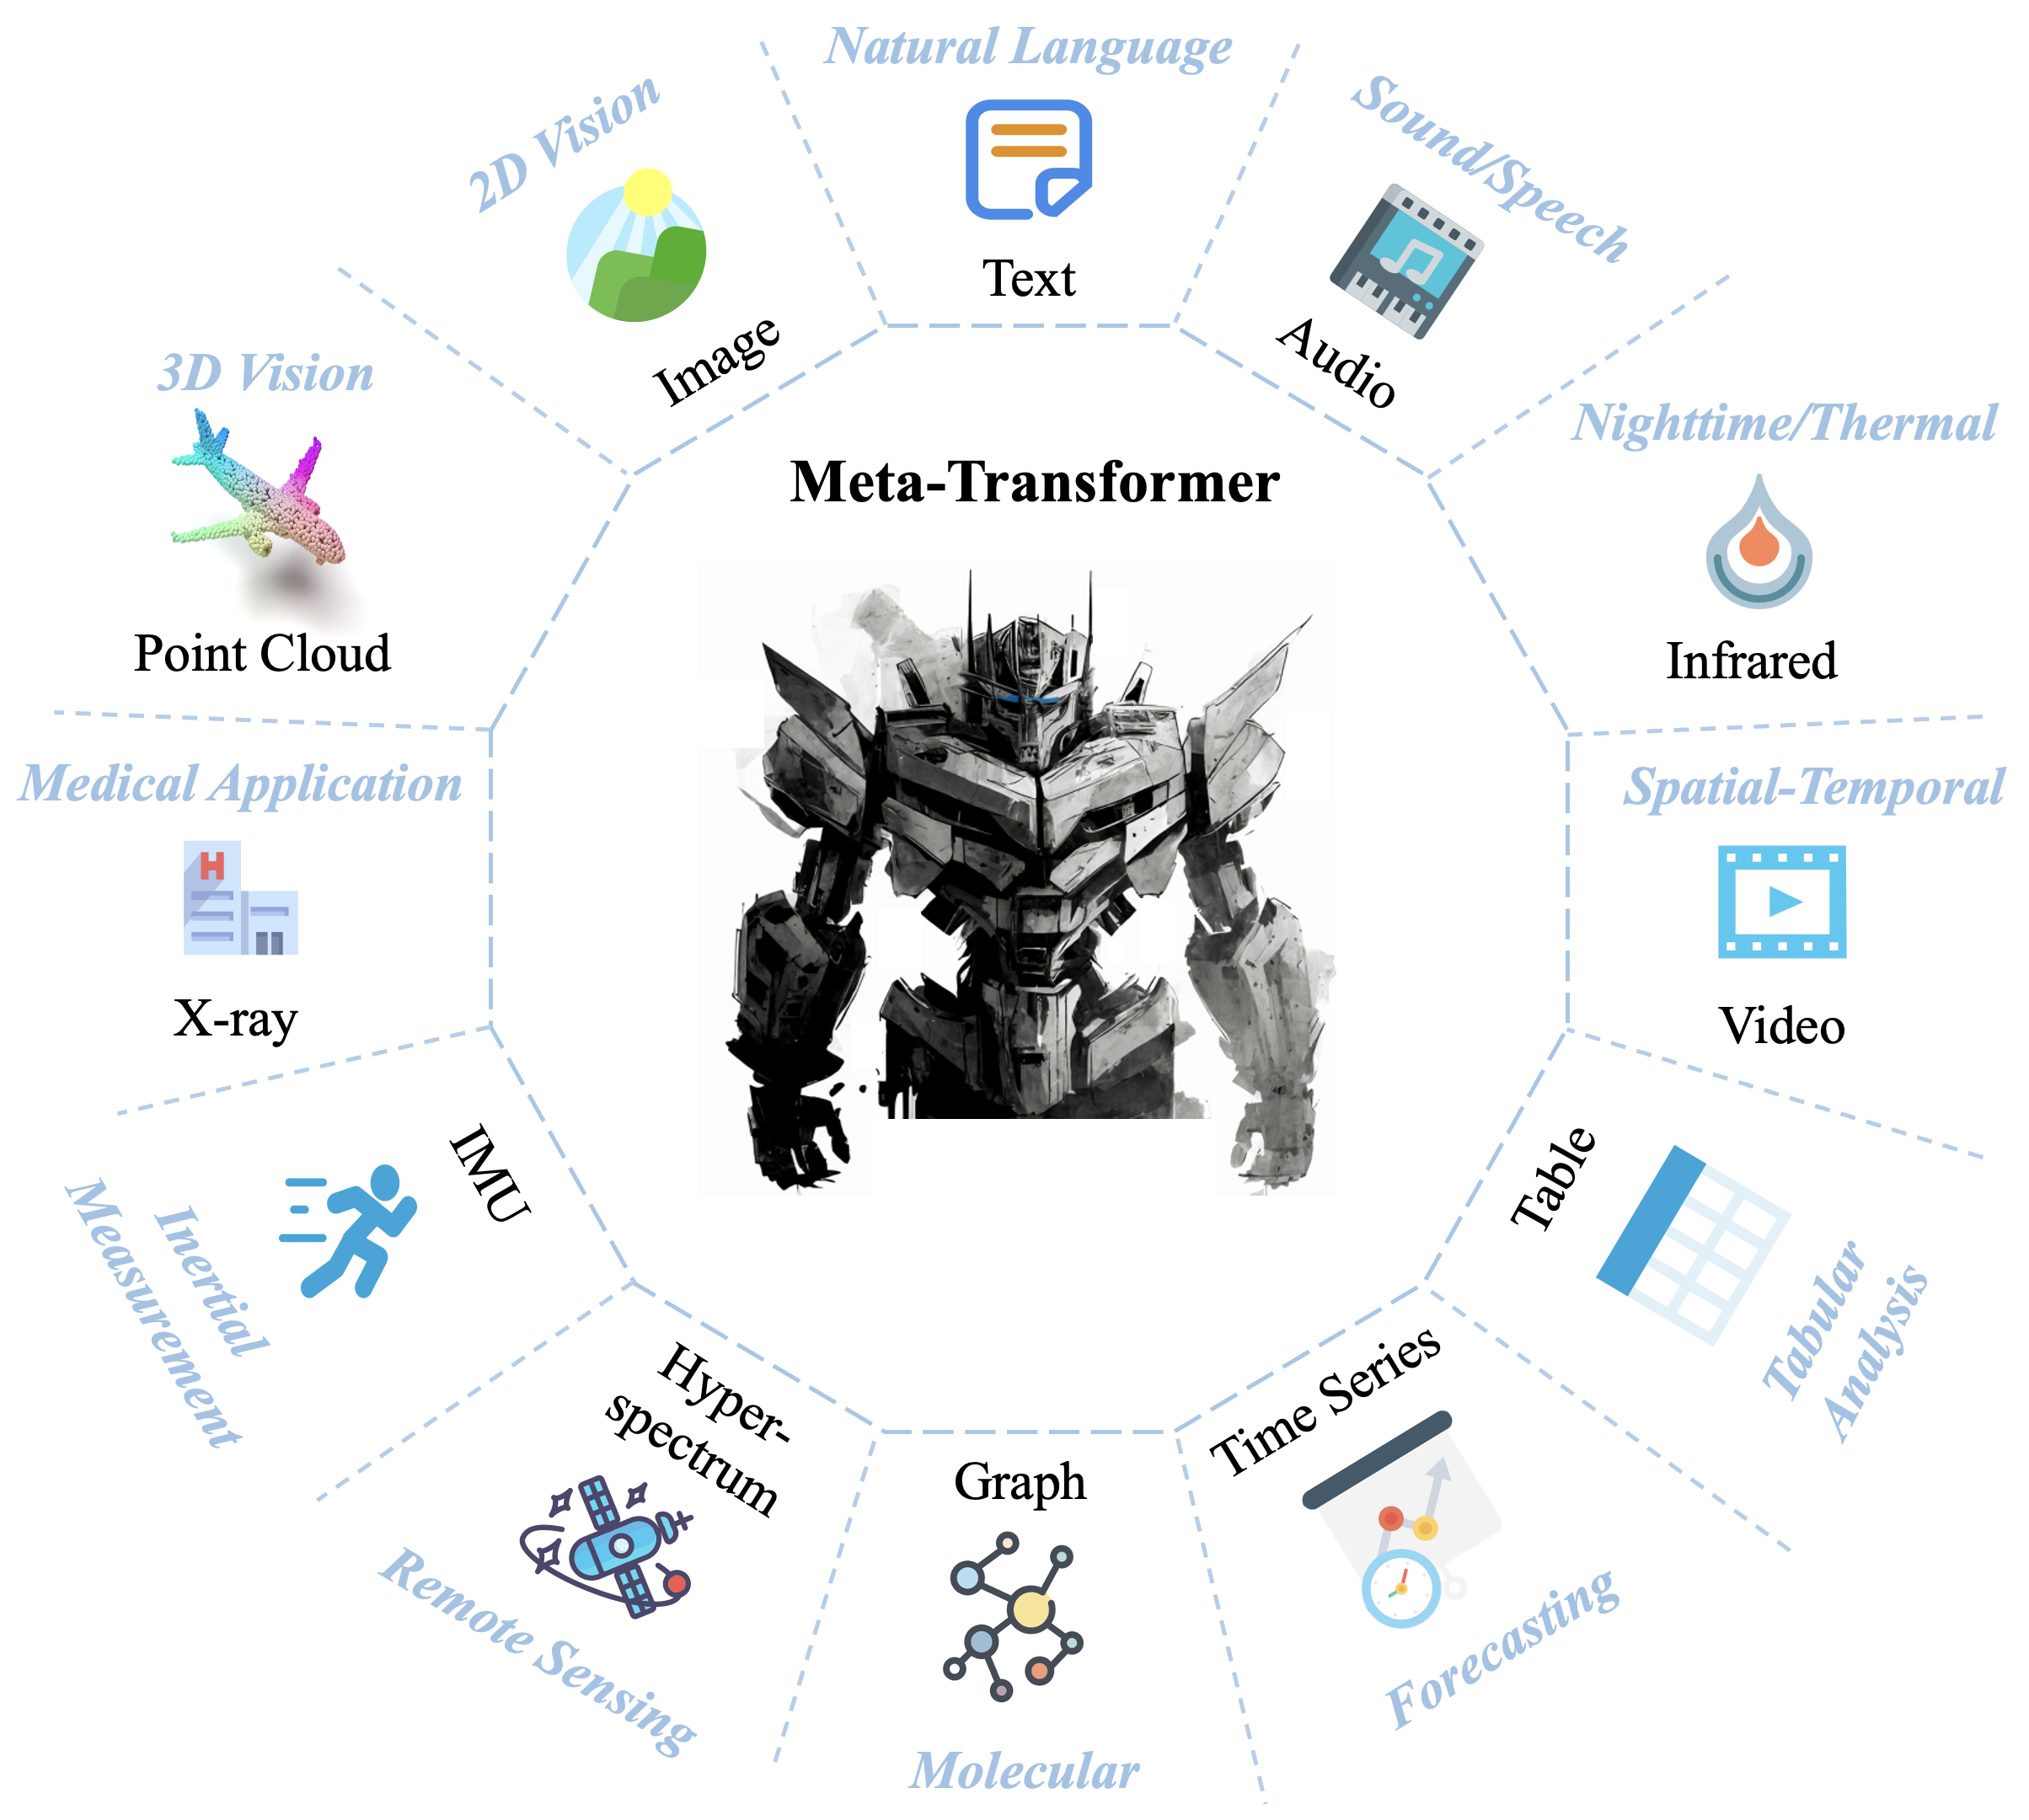 Natural Language
Text
Sound/Speech
Audio
Nighttime/Thermal
Infrared
Spatial-Temporal
Video
Table
Tabular
Analysis
Time Series
Forecasting
Graph
Molecular
Hyper-
spectrum
Remote Sensing
IMU
Inertial
Measurement
Medical Application
H
X-ray
3D Vision
Point Cloud
2D Vision
Image
Meta-Transformer